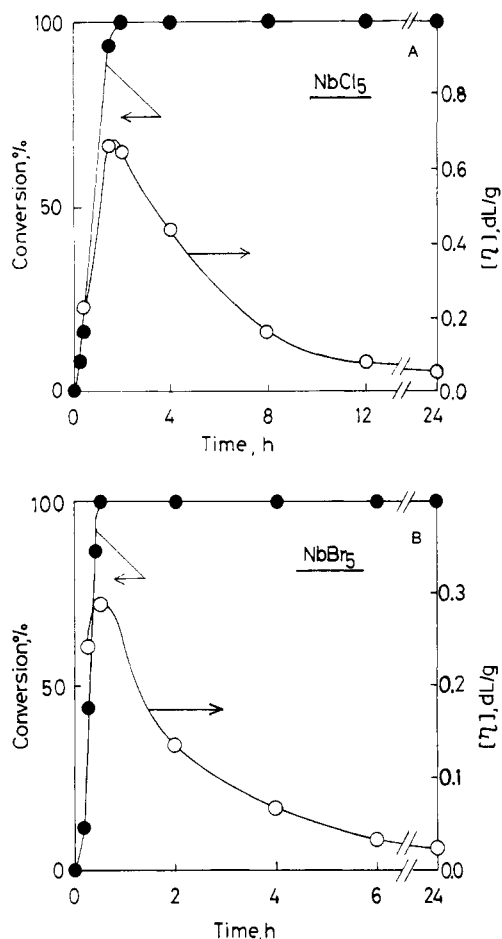 100
50
0
Conversion,%
A
NbCl5
0.8
0.6
0.4
0.2
0.0
[η],dL/g
0 4 8 12 24
Time, h
100
50
0
Conversion,%
B
NbBr5
0.3
0.2
0.1
0.0
[η],dL/g
0 2 4 6 24
Time,h